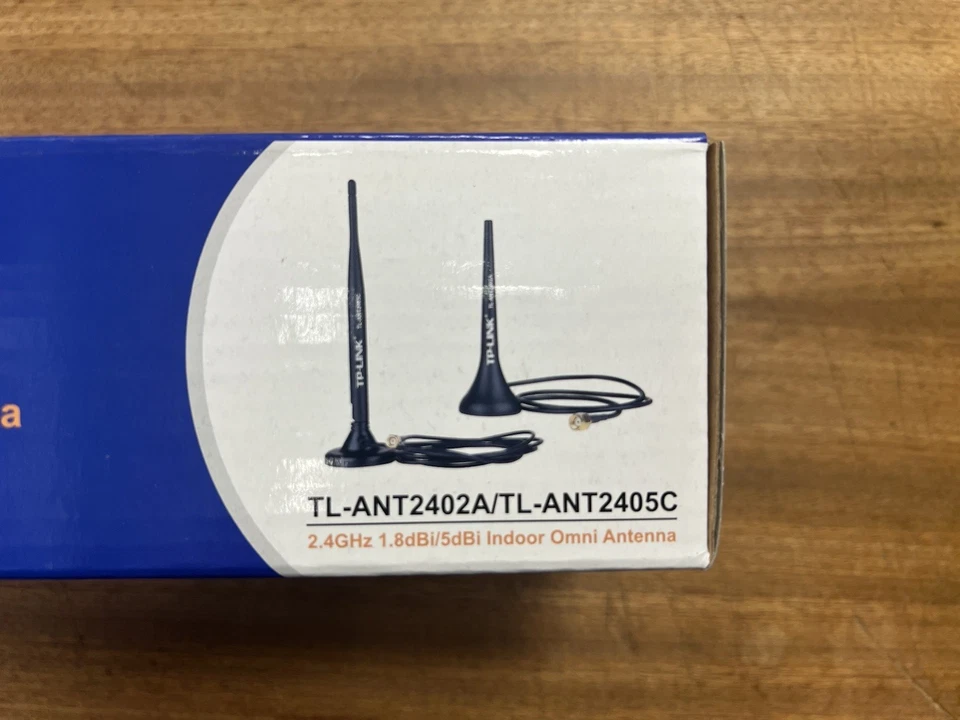 a
TP-LINK
TP-LINK
TL-ANT2402A/TL-ANT2405C
2.4GHz 1.8dBi/5dBi Indoor Omni Antenna